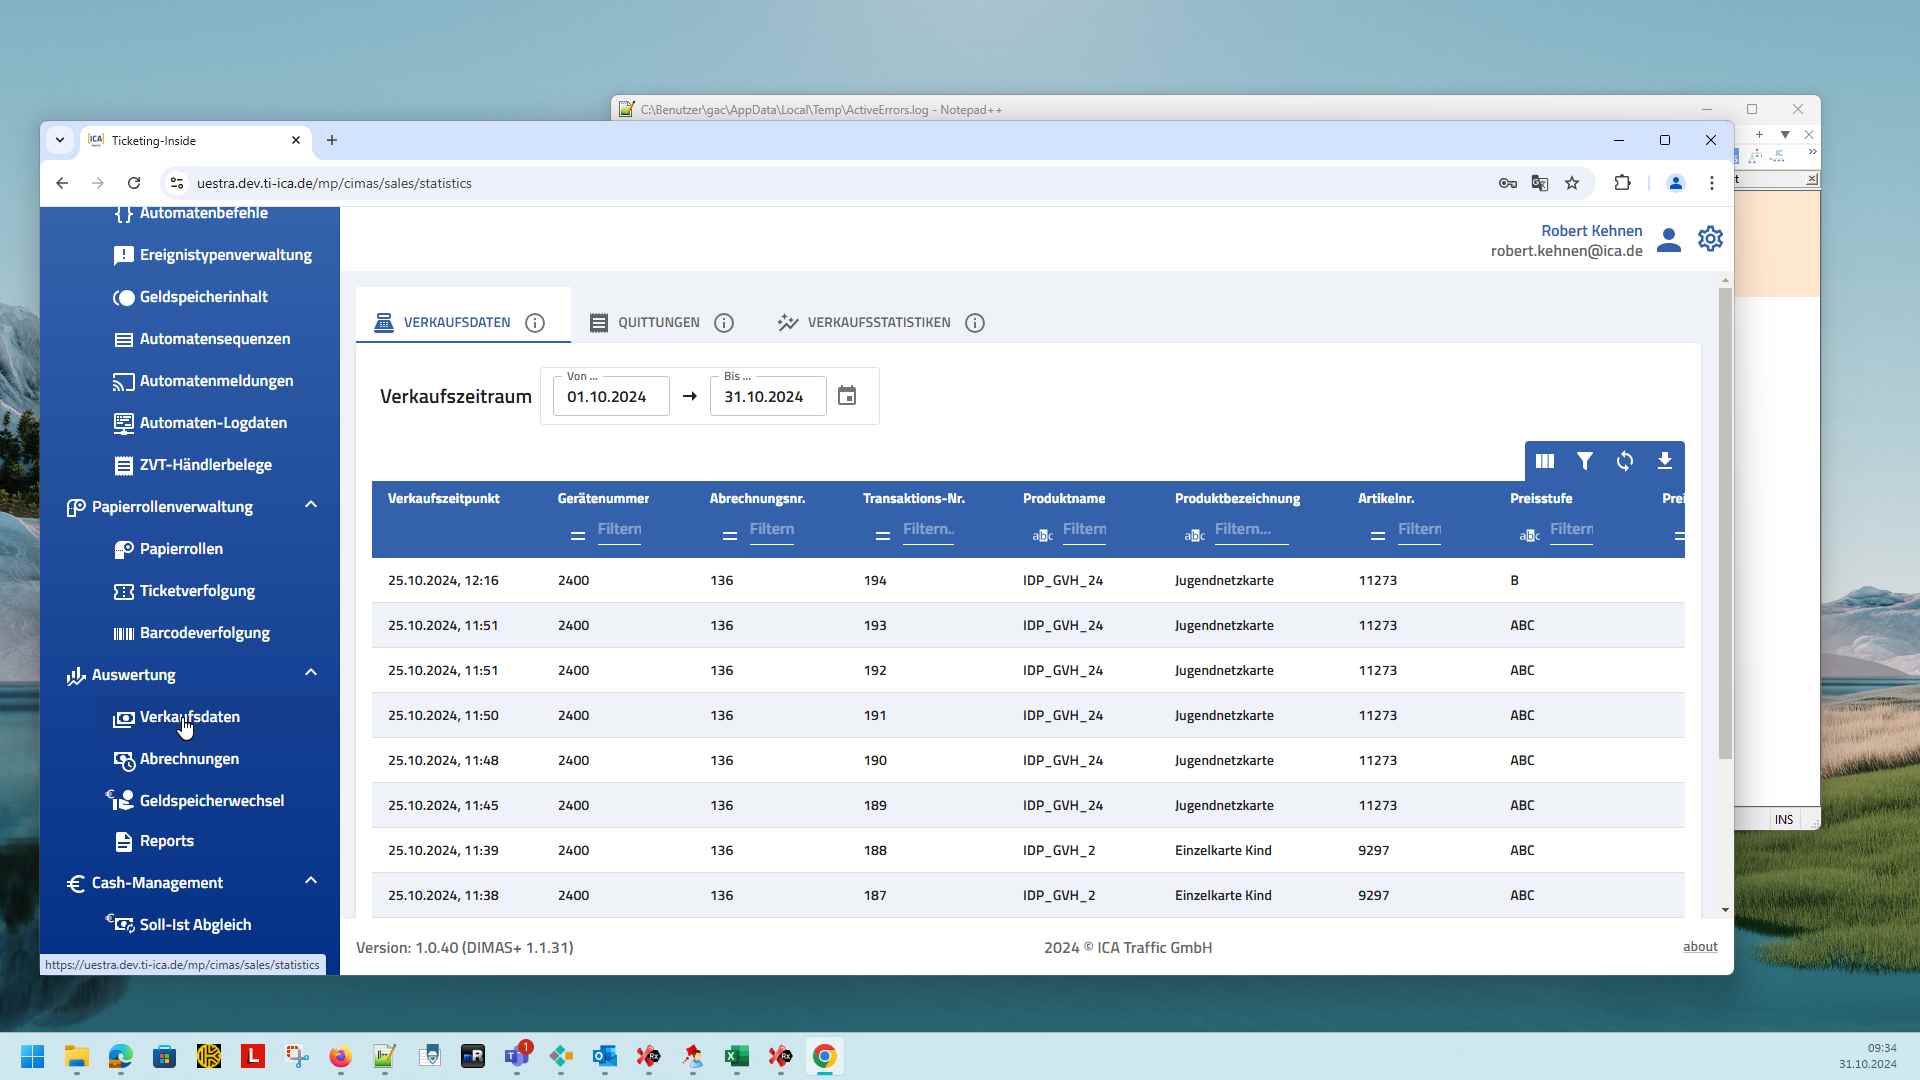 C:\Benutzer\gac\AppData\Local\Temp\ActiveErrors.log - Notepad++
Ticketing-Inside
uestra.dev.ti-ica.de/mp/cimas/sales/statistics
Automatenbefehle
Ereignistypenverwaltung
Geldspeicherinhalt
Automatensequenzen
Automatenmeldungen
Automaten-Logdaten
ZVT-Händlerbelege
Papierrollenverwaltung
Papierrollen
Ticketverfolgung
Barcodeverfolgung
Auswertung
Verkaufsdaten
Abrechnungen
Geldspeicherwechsel
Reports
Cash-Management
Soll-Ist Abgleich
https://uestra.dev.ti-ica.de/mp/cimas/sales/statistics
Robert Kehnen
robert.kehnen@ica.de
VERKAUFSDATEN QUITTUNGEN VERKAUFSSTATISTIKEN
Verkaufszeitraum Von ... 01.10.2024 → Bis ... 31.10.2024
Verkaufszeitpunkt Gerätenummer Abrechnungsnr. Transaktions-Nr. Produktname Produktbezeichnung Artikelnr. Preisstufe Prei
= Filtern = Filtern = Filtern.. abc Filtern abc Filtern... = Filtern abc Filtern =
25.10.2024, 12:16 2400 136 194 IDP_GVH_24 Jugendnetzkarte 11273 B
25.10.2024, 11:51 2400 136 193 IDP_GVH_24 Jugendnetzkarte 11273 ABC
25.10.2024, 11:51 2400 136 192 IDP_GVH_24 Jugendnetzkarte 11273 ABC
25.10.2024, 11:50 2400 136 191 IDP_GVH_24 Jugendnetzkarte 11273 ABC
25.10.2024, 11:48 2400 136 190 IDP_GVH_24 Jugendnetzkarte 11273 ABC
25.10.2024, 11:45 2400 136 189 IDP_GVH_24 Jugendnetzkarte 11273 ABC
25.10.2024, 11:39 2400 136 188 IDP_GVH_2 Einzelkarte Kind 9297 ABC
25.10.2024, 11:38 2400 136 187 IDP_GVH_2 Einzelkarte Kind 9297 ABC
Version: 1.0.40 (DIMAS+ 1.1.31) 2024 © ICA Traffic GmbH about
INS
09:34
31.10.2024